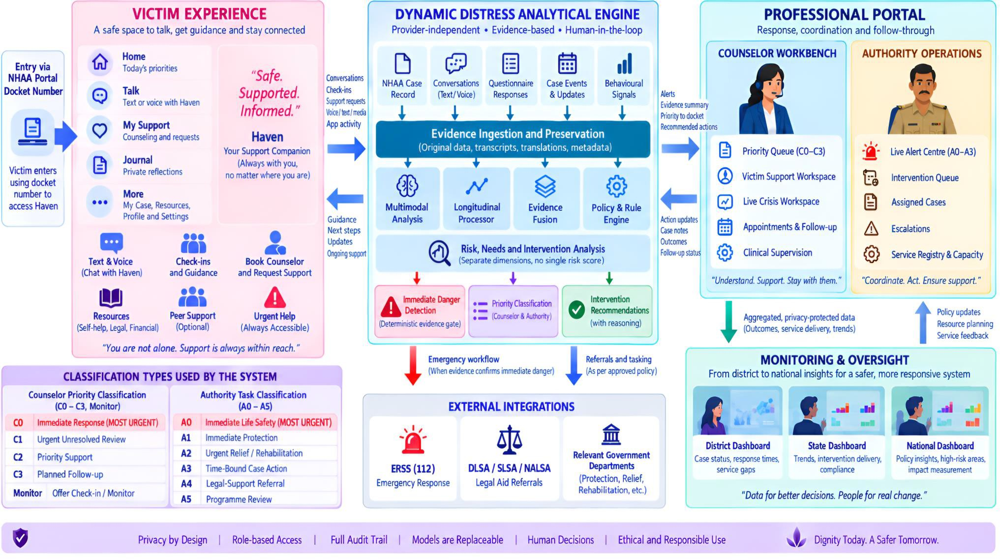 VICTIM EXPERIENCE
A safe space to talk, get guidance and stay connected
Entry via
NHAA Portal
Docket Number
Victim enters
using docket
number to
access Haven
Home
Today's priorities
Talk
Text or voice with Haven
My Support
Counseling and requests
Journal
Private reflections
More
My Case, Resources,
Profile and Settings
"Safe.
Supported.
Informed."
Haven
Your Support Companion
(Always with you,
no matter where you are)
Text & Voice
(Chat with Haven)
Check-ins
and Guidance
Book Counselor
and Request Support
Resources
(Self-help, Legal, Financial)
Peer Support
(Optional)
Urgent Help
(Always Accessible)
"You are not alone. Support is always within reach."
Conversations
Check-ins
Support requests
Voice / text / media
App activity
Guidance
Next steps
Updates
Ongoing support
DYNAMIC DISTRESS ANALYTICAL ENGINE
Provider-independent • Evidence-based • Human-in-the-loop
NHAA Case
Record
Conversations
(Text/ Voice)
Questionnaire
Responses
Case Events
& Updates
Behavioural
Signals
Evidence Ingestion and Preservation
(Original data, transcripts, translations, metadata)
Multimodal
Analysis
Longitudinal
Processor
Evidence
Fusion
Policy & Rule
Engine
Risk, Needs and Intervention Analysis
(Separate dimensions, no single risk score)
Immediate Danger
Detection
(Deterministic evidence gate)
Priority Classification
(Counselor & Authority)
Intervention
Recommendations
(with reasoning)
Alerts
Evidence summary
Priority to docket
Recommended actions
Action updates
Case notes
Outcomes
Follow-up status
PROFESSIONAL PORTAL
Response, coordination and follow-through
COUNSELOR WORKBENCH
Priority Queue (C0–C3)
Victim Support Workspace
Live Crisis Workspace
Appointments & Follow-up
Clinical Supervision
"Understand. Support. Stay with them."
AUTHORITY OPERATIONS
Live Alert Centre (A0–A3)
Intervention Queue
Assigned Cases
Escalations
Service Registry & Capacity
"Coordinate. Act. Ensure support."
Emergency workflow
(When evidence confirms immediate danger)
Referrals and tasking
(As per approved policy)
Aggregated, privacy-protected data
(Outcomes, service delivery, trends)
Policy updates
Resource planning
Service feedback
CLASSIFICATION TYPES USED BY THE SYSTEM
Counselor Priority Classification
(C0 – C3, Monitor)
C0 Immediate Response (MOST URGENT)
C1 Urgent Unresolved Review
C2 Priority Support
C3 Planned Follow-up
Monitor Offer Check-in / Monitor
Authority Task Classification
(A0 – A5)
A0 Immediate Life Safety (MOST URGENT)
A1 Immediate Protection
A2 Urgent Relief / Rehabilitation
A3 Time-Bound Case Action
A4 Legal-Support Referral
A5 Programme Review
EXTERNAL INTEGRATIONS
ERSS (112)
Emergency Response
DLSA / SLSA / NALSA
Legal Aid Referrals
Relevant Government
Departments
(Protection, Relief,
Rehabilitation, etc.)
MONITORING & OVERSIGHT
From district to national insights for a safer, more responsive system
District Dashboard
Case status, response times,
service gaps
State Dashboard
Trends, intervention delivery,
compliance
National Dashboard
Policy insights, high-risk areas,
impact measurement
"Data for better decisions. People for real change."
Privacy by Design | Role-based Access | Full Audit Trail | Models are Replaceable | Human Decisions | Ethical and Responsible Use
Dignity Today. A Safer Tomorrow.